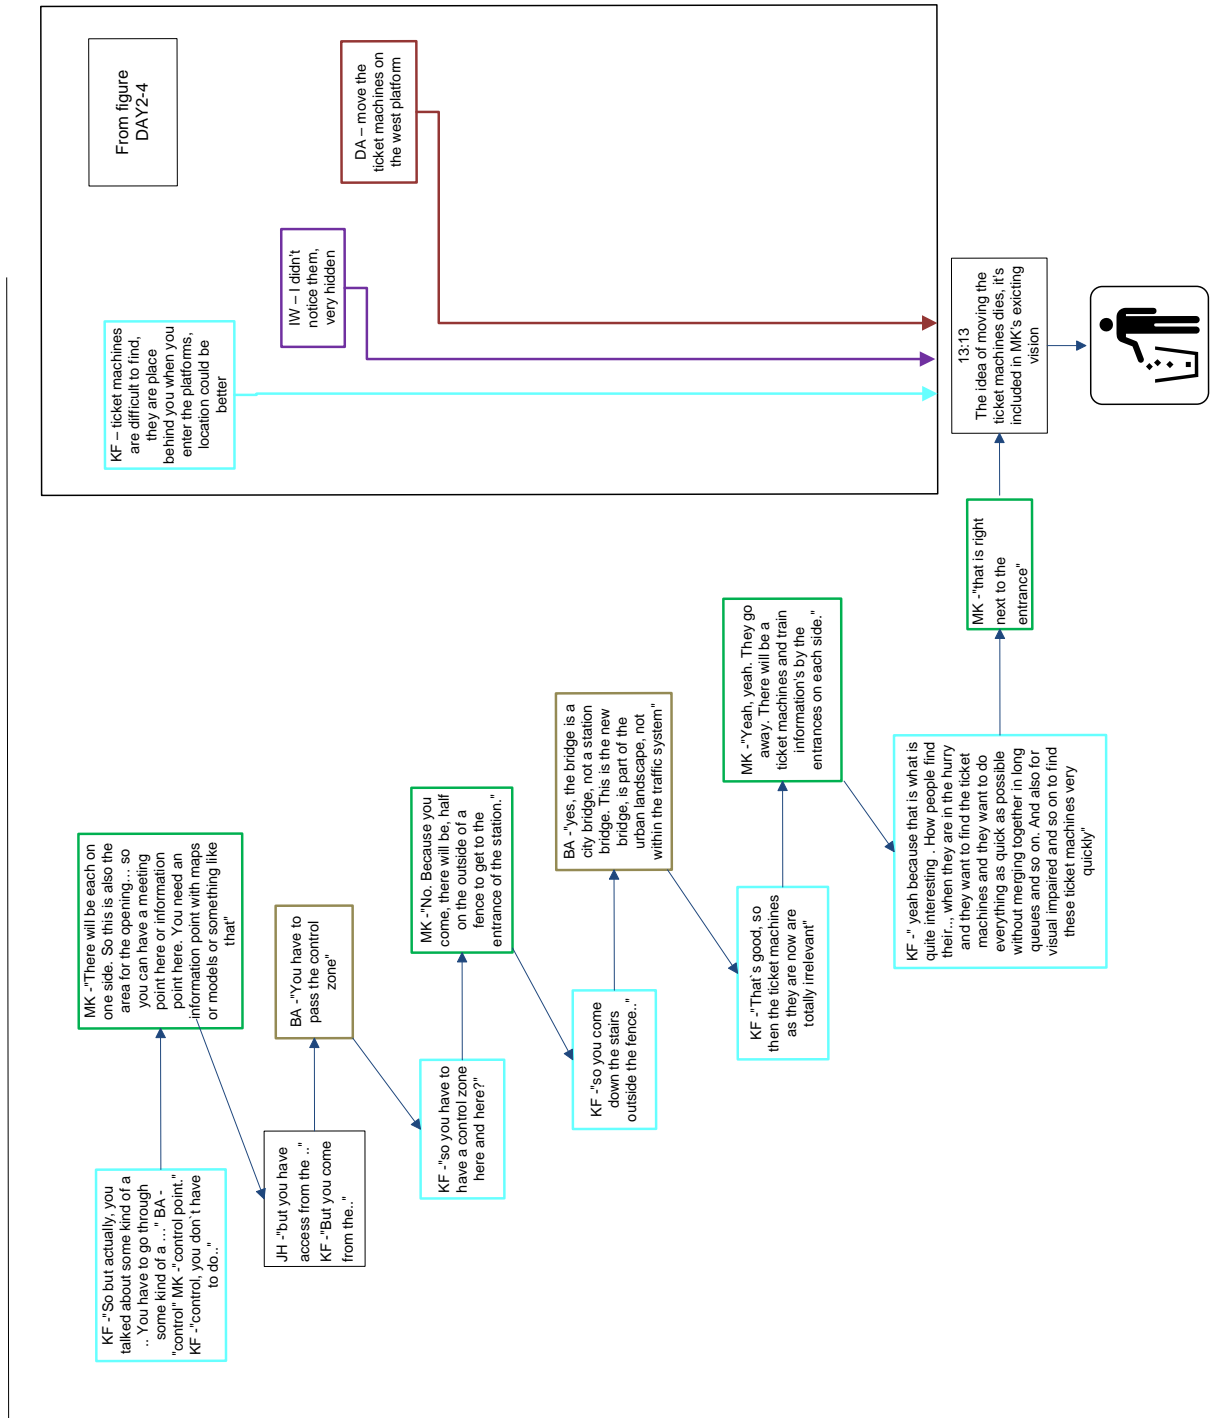 KF -"So but actually, you
talked about some kind of a
.. You have to go through
some kind of a …" BA -
"control" MK -"control point."
KF -"control, you don`t have
to do.."
MK -"There will be each on
one side. So this is also the
area for the opening… so
you can have a meeting
point here or information
point here. You need an
information point with maps
or models or something like
that"
JH -"but you have
access from the .."
KF -"But you come
from the.."
BA -"You have to
pass the control
zone"
KF -"so you have to
have a control zone
here and here?"
MK -"No. Because you
come, there will be, half
on the outside of a
fence to get to the
entrance of the station."
KF -"so you come
down the stairs
outside the fence.."
BA -"yes, the bridge is a
city bridge, not a station
bridge. This is the new
bridge, is part of the
urban landscape, not
within the traffic system"
KF -"That`s good, so
then the ticket machines
as they are now are
totally irrelevant"
MK -"Yeah, yeah. They go
away. There will be a
ticket machines and train
information's by the
entrances on each side."
KF -" yeah because that is what is
quite interesting . How people find
their.., when they are in the hurry
and they want to find the ticket
machines and they want to do
everything as quick as possible
without merging together in long
queues and so on. And also for
visual impaired and so on to find
these ticket machines very
quickly"
MK -"that is right
next to the
entrance"
From figure
DAY2-4
KF – ticket machines
are difficult to find,
they are place
behind you when you
enter the platforms,
location could be
better
IW – I didn't
notice them,
very hidden
DA – move the
ticket machines on
the west platform
13:13
The idea of moving the
ticket machines dies, it's
included in MK's exicting
vision